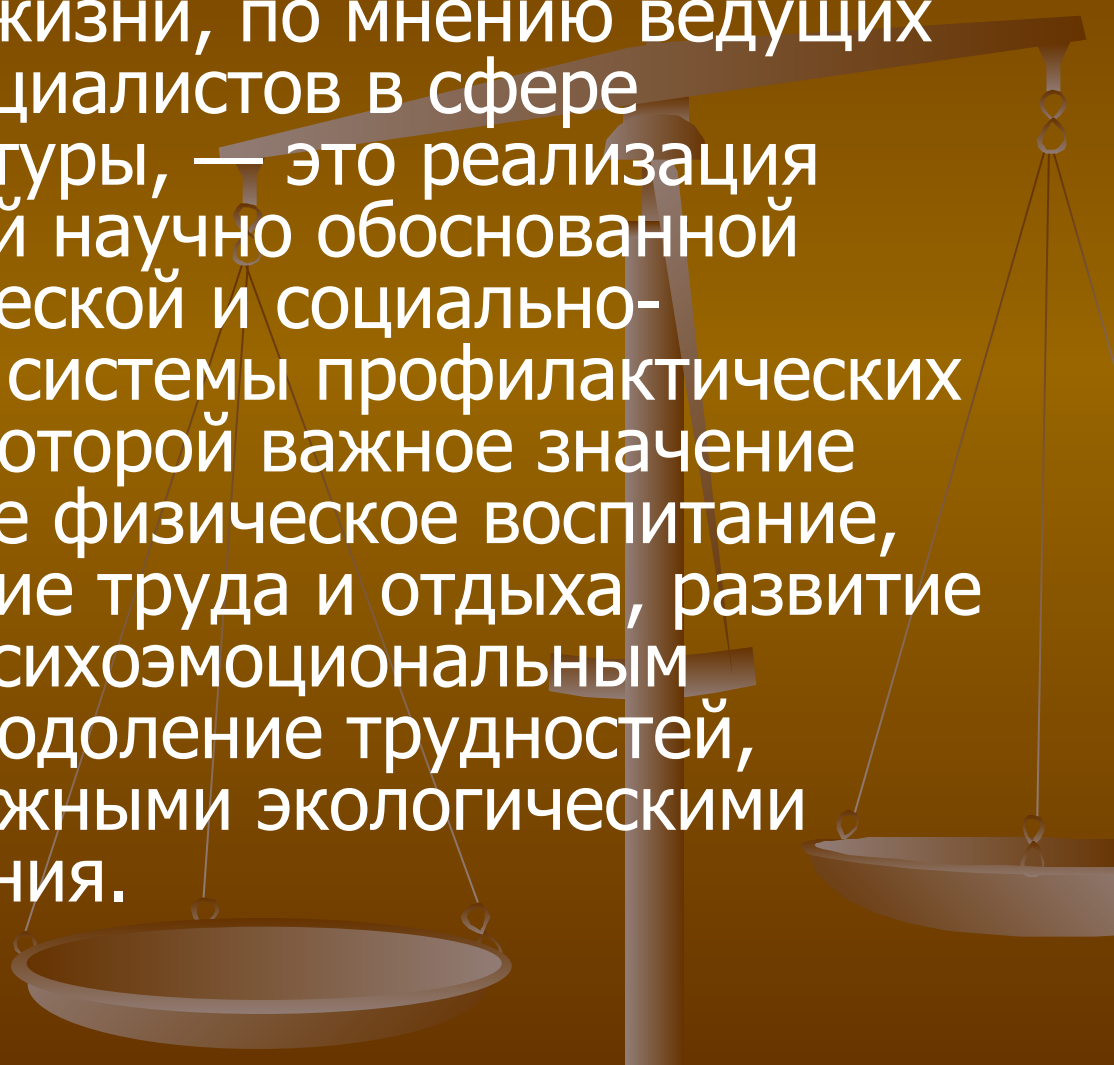 жизни, по мнению ведущих
циалистов в сфере
туры, — это реализация
й научно обоснованной
еской и социально-
системы профилактических
оторой важное значение
е физическое воспитание,
ие труда и отдыха, развитие
сихоэмоциональным
одоление трудностей,
жными экологическими
ния.